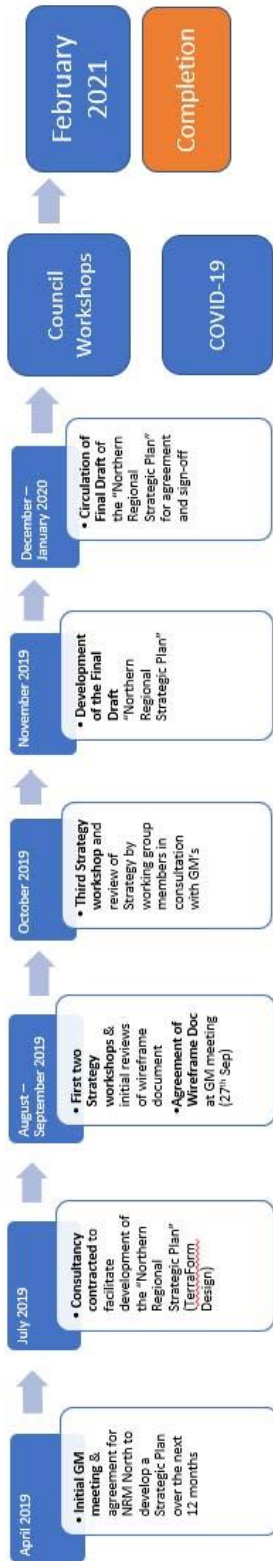 April 2019
• Initial GM
meeting &
agreement for
NRM North to
develop a
Strategic Plan
over the next
12 months
July 2019
• Consultancy
contracted to
facilitate
development of
the “Northern
Regional
Strategic Plan”
(TerraForm
Design)
August –
September 2019
• First two
Strategy
workshops &
initial reviews
of wireframe
document
•Agreement of
Wireframe Doc
at GM meeting
(27th Sep)
October 2019
• Third Strategy
workshop and
review of
Strategy by
working group
members in
consultation
with GM's
November 2019
• Development
of the Final
Draft
“Northern
Regional
Strategic Plan”
December –
January 2020
• Circulation of
Final Draft of
the “Northern
Regional
Strategic Plan”
for agreement
and sign-off
Council
Workshops
COVID-19
February
2021
Completion